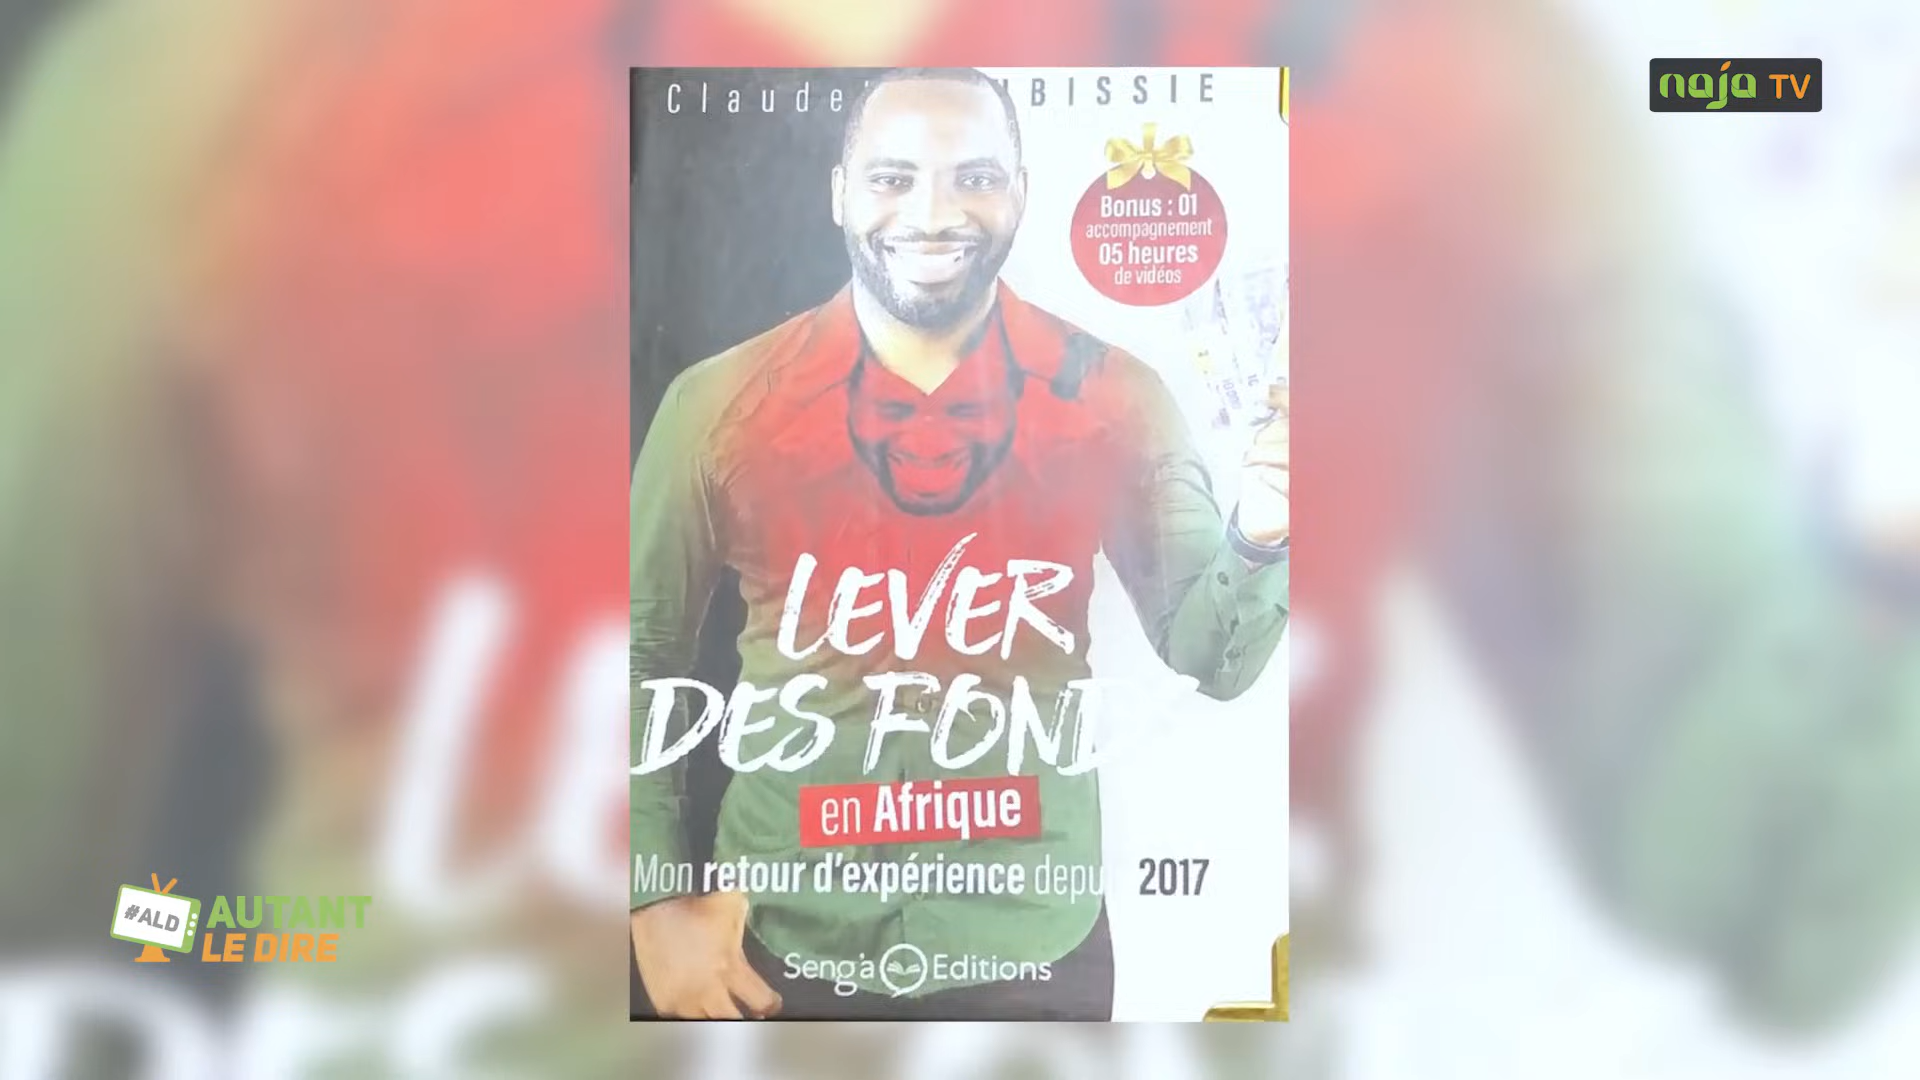 naja TV
Claude
BISSIE
Bonus : 01
accompagnement
05 heures
de vidéos
LEVER
DES FOND
en Afrique
Mon retour d'expérience depu 2017
Seng'a Editions
#ALD
AUTANT
LE DIRE